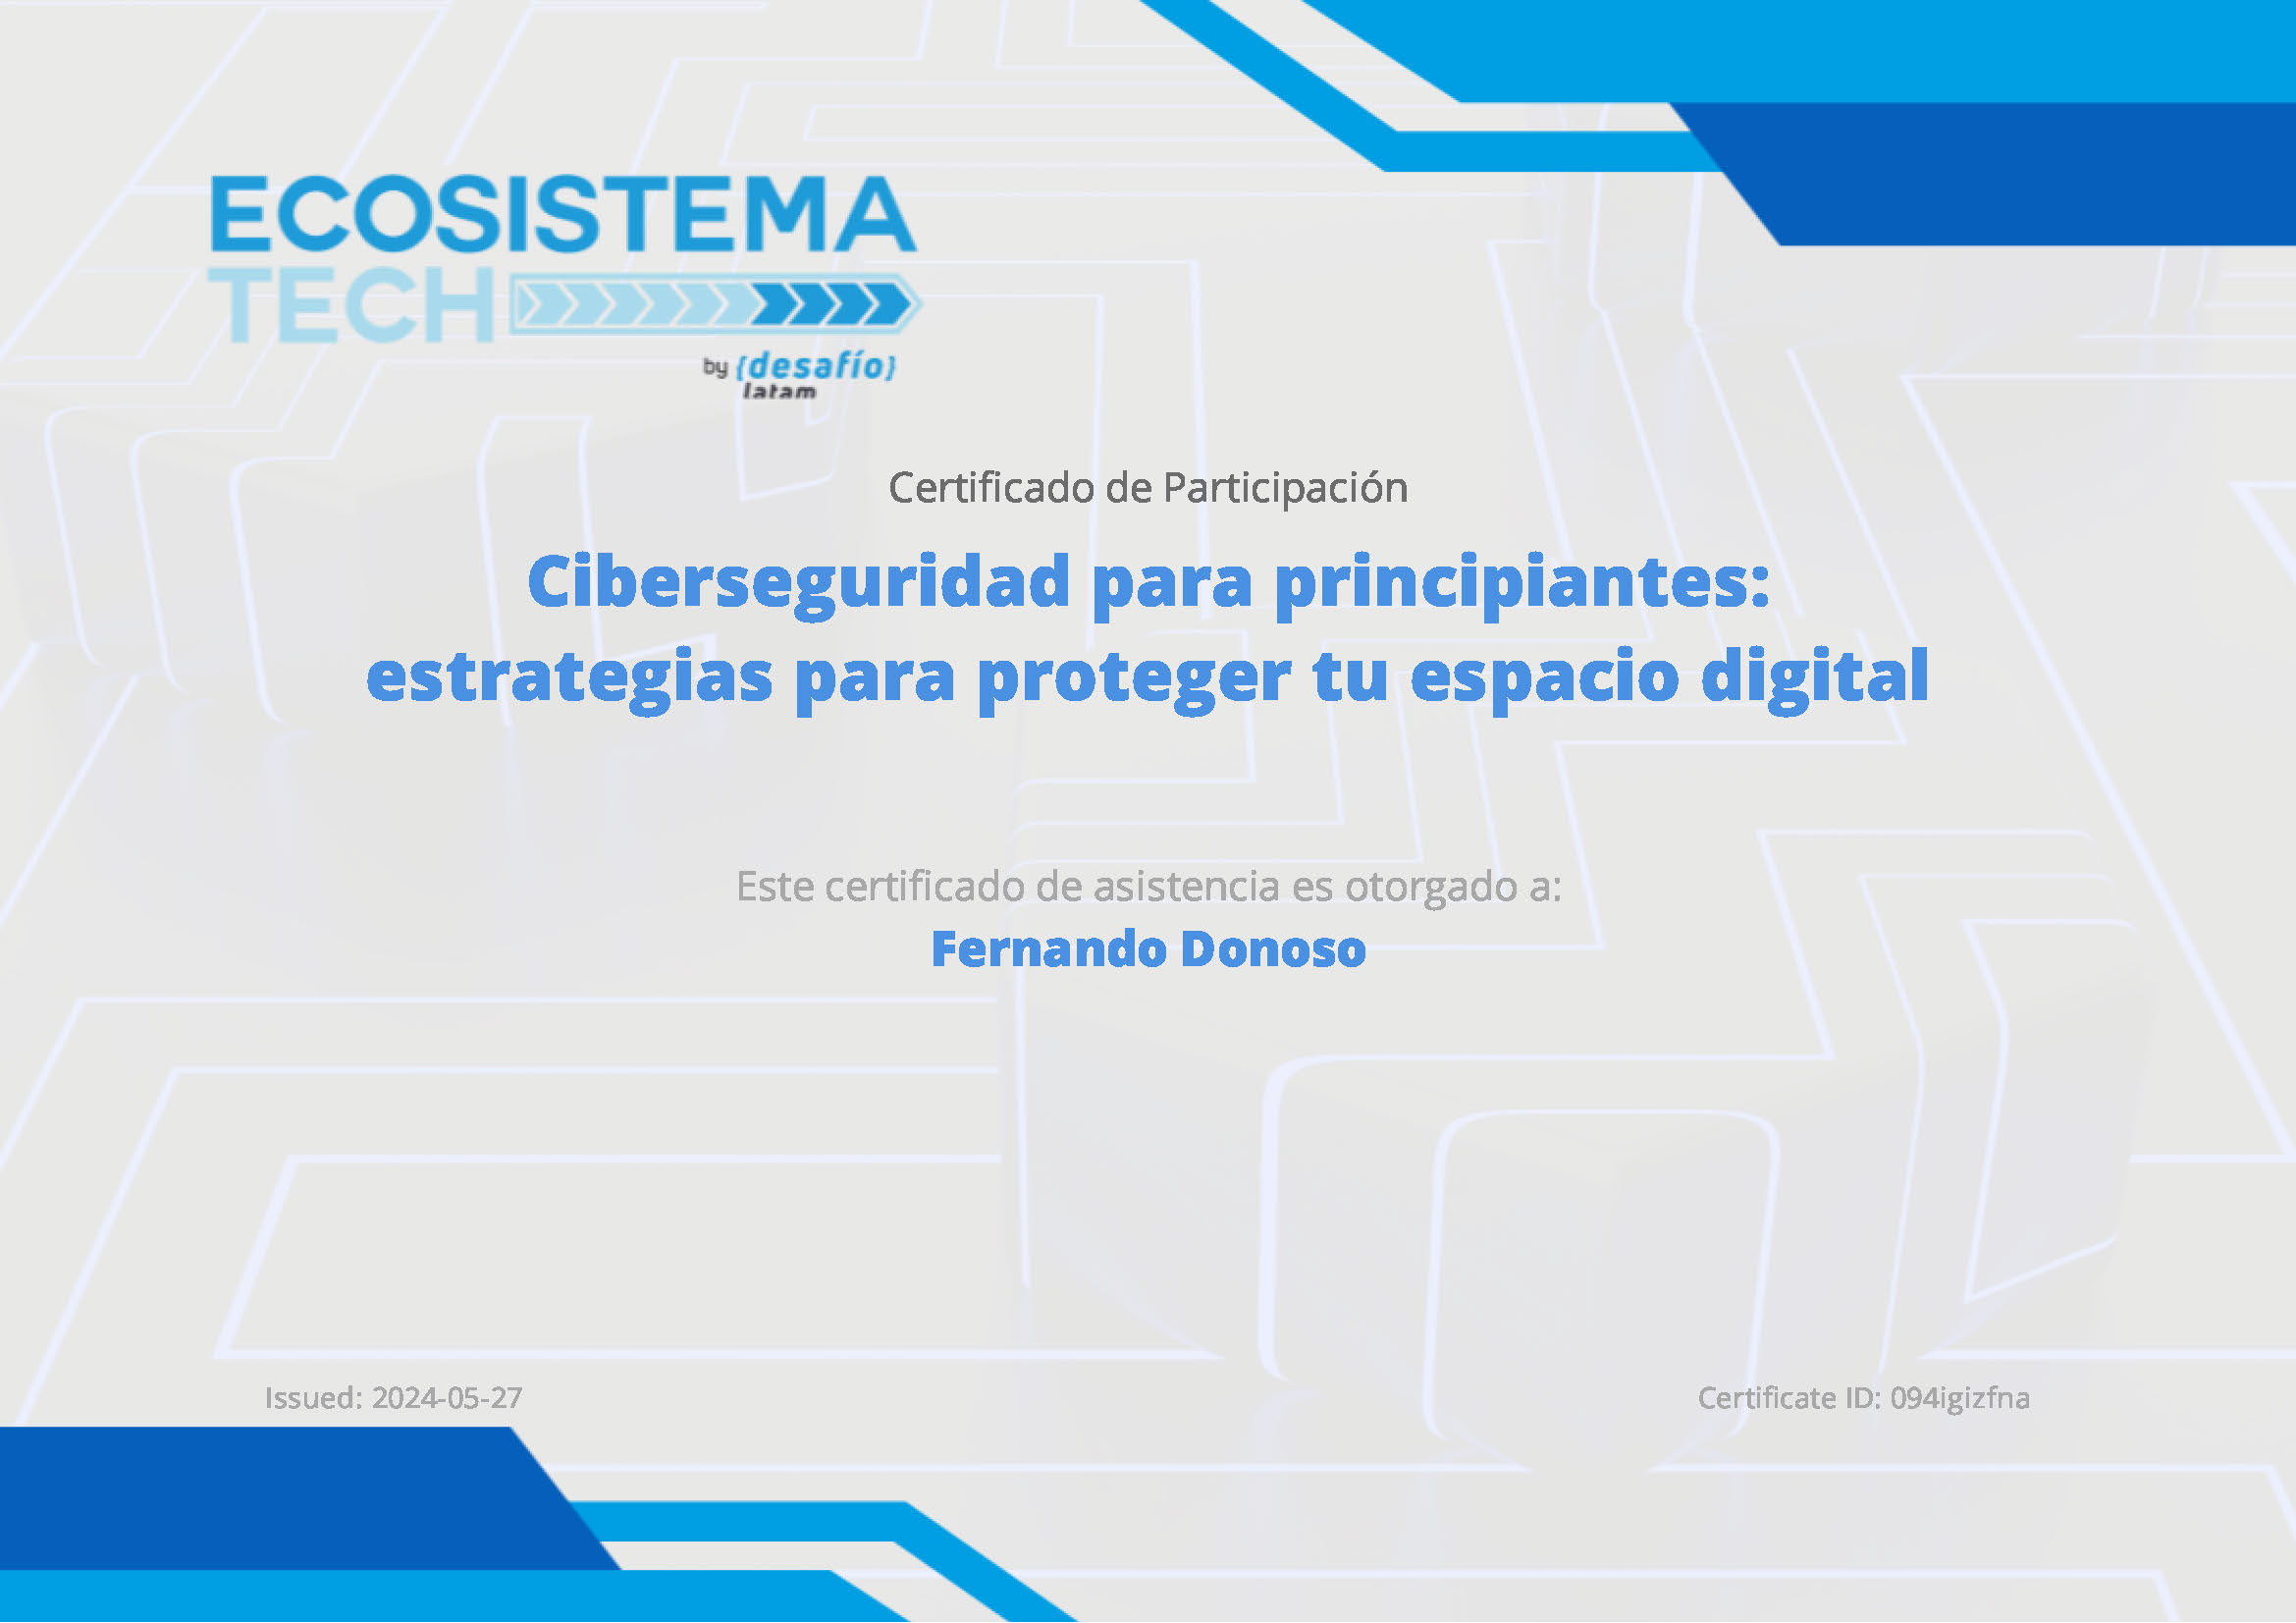 ECOSISTEMA
TECH
by {desafío}
latam
Certificado de Participación
Ciberseguridad para principiantes:
estrategias para proteger tu espacio digital
Este certificado de asistencia es otorgado a:
Fernando Donoso
Issued: 2024-05-27
Certificate ID: 094igizfna